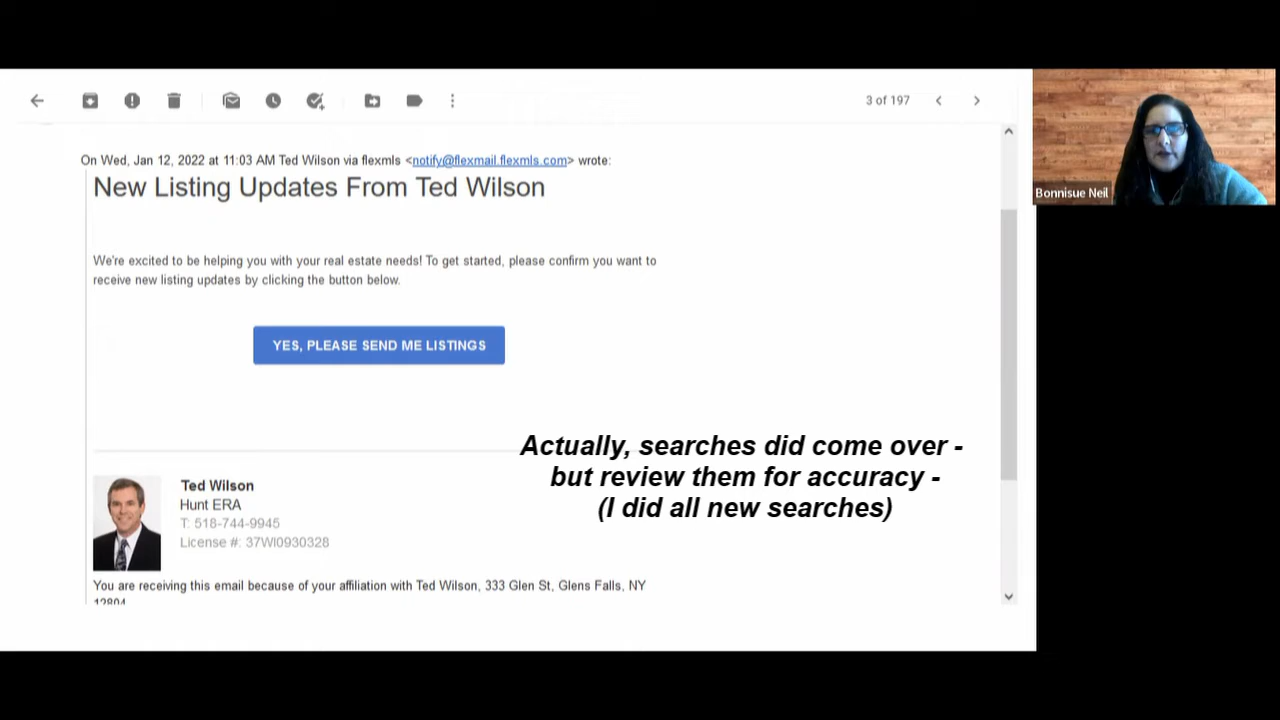 3 of 197
On Wed, Jan 12, 2022 at 11:03 AM Ted Wilson via flexmls <notify@flexmail.flexmls.com> wrote:
New Listing Updates From Ted Wilson
We're excited to be helping you with your real estate needs! To get started, please confirm you want to
receive new listing updates by clicking the button below.
YES, PLEASE SEND ME LISTINGS
Actually, searches did come over -
but review them for accuracy -
(I did all new searches)
Ted Wilson
Hunt ERA
T: 518-744-9945
License #: 37WI0930328
You are receiving this email because of your affiliation with Ted Wilson, 333 Glen St, Glens Falls, NY
12804
Bonnisue Neil